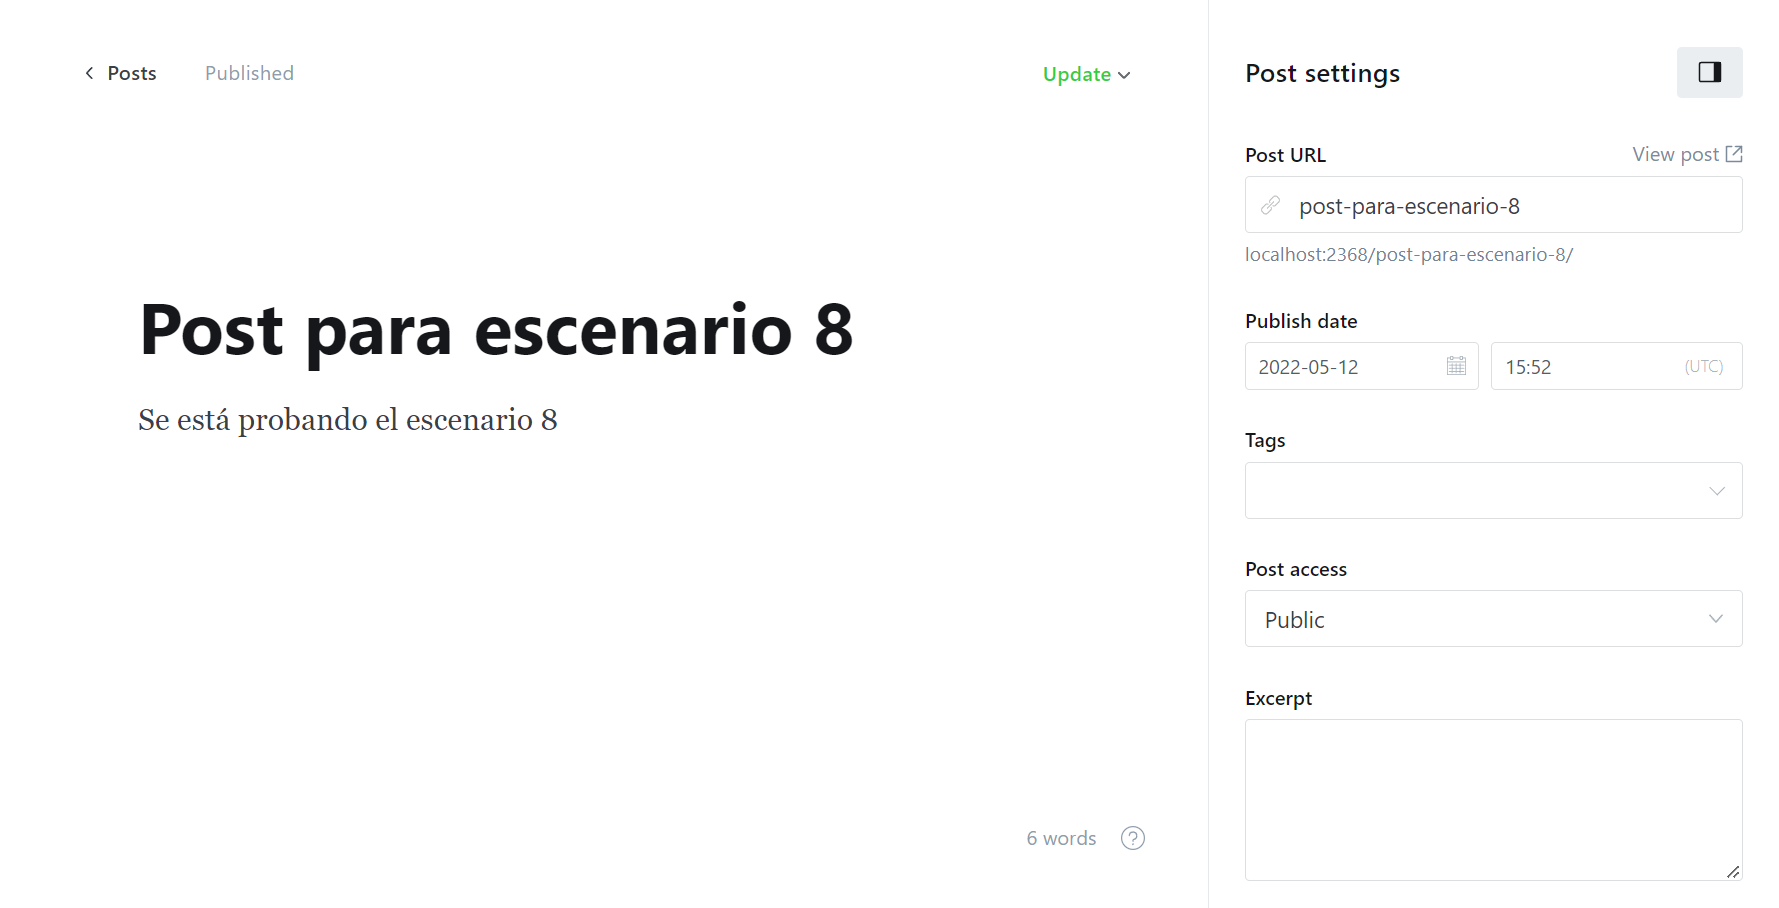 Posts
Published
Update
Post para escenario 8
Se está probando el escenario 8
6 words
?
Post settings
Post URL
View post
post-para-escenario-8
localhost:2368/post-para-escenario-8/
Publish date
2022-05-12
15:52
(UTC)
Tags
Post access
Public
Excerpt